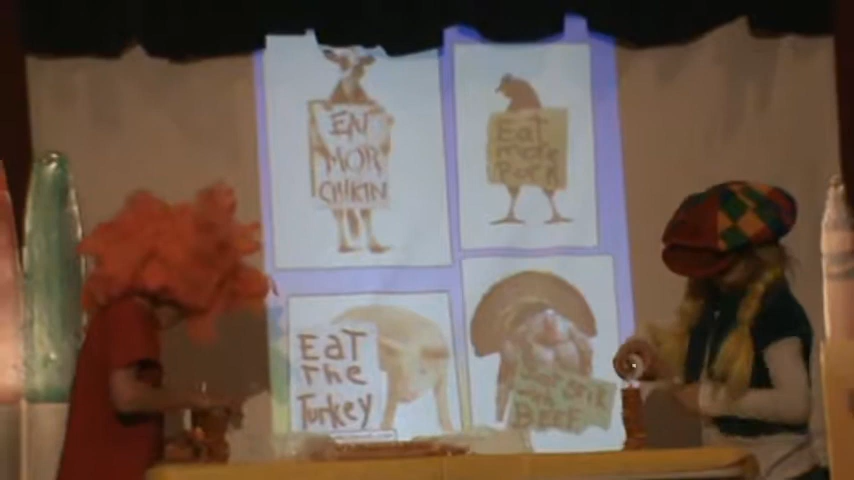 EAT
MOR
CHIKIN
Eat
more
Pork
EAT
The
Turkey
BEEF